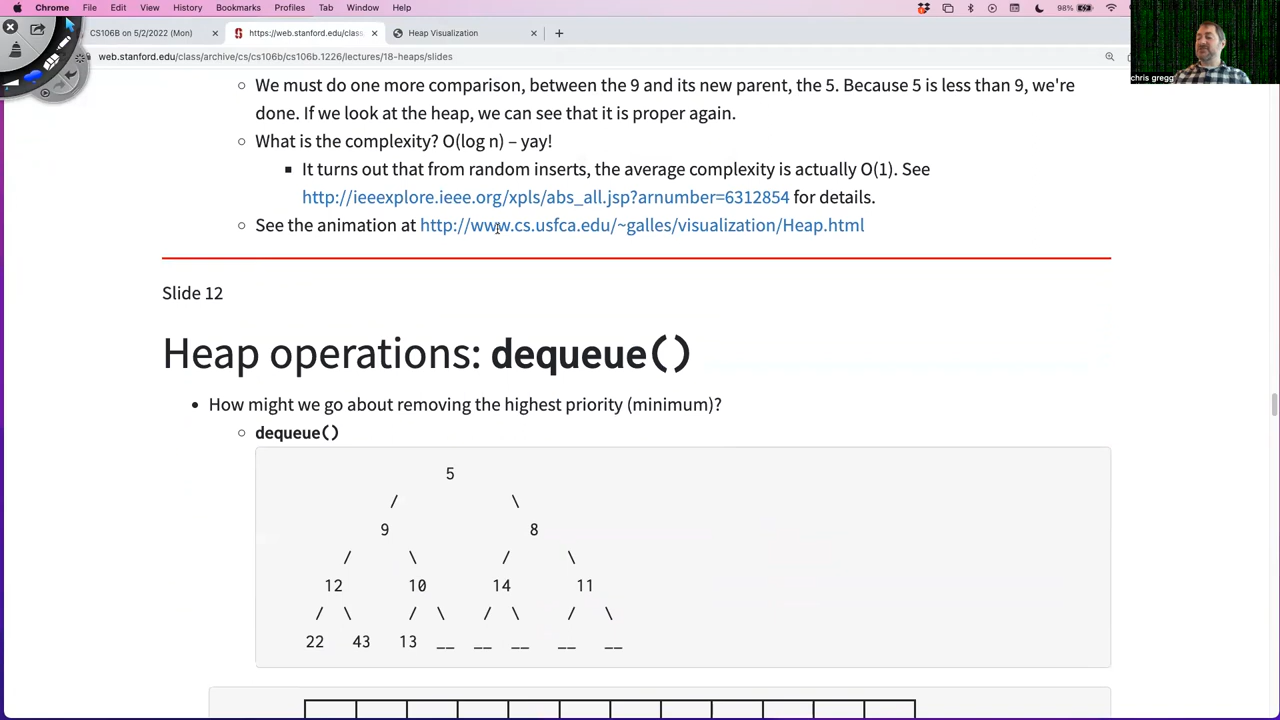 Chrome File Edit View History Bookmarks Profiles Tab Window Help 98%
CS106B on 5/2/2022 (Mon) https://web.stanford.edu/class Heap Visualization
web.stanford.edu/class/archive/cs/cs106b/cs106b.1226/lectures/18-heaps/slides
chris gregg
We must do one more comparison, between the 9 and its new parent, the 5. Because 5 is less than 9, we're
done. If we look at the heap, we can see that it is proper again.
What is the complexity? O(log n) – yay!
It turns out that from random inserts, the average complexity is actually O(1). See
http://ieeexplore.ieee.org/xpls/abs_all.jsp?arnumber=6312854 for details.
See the animation at http://www.cs.usfca.edu/~galles/visualization/Heap.html
Slide 12
Heap operations: dequeue()
How might we go about removing the highest priority (minimum)?
dequeue()
5
/ \
9 8
/ \ / \
12 10 14 11
/ \ / \ / \ / \
22 43 13 __ __ __ __ __